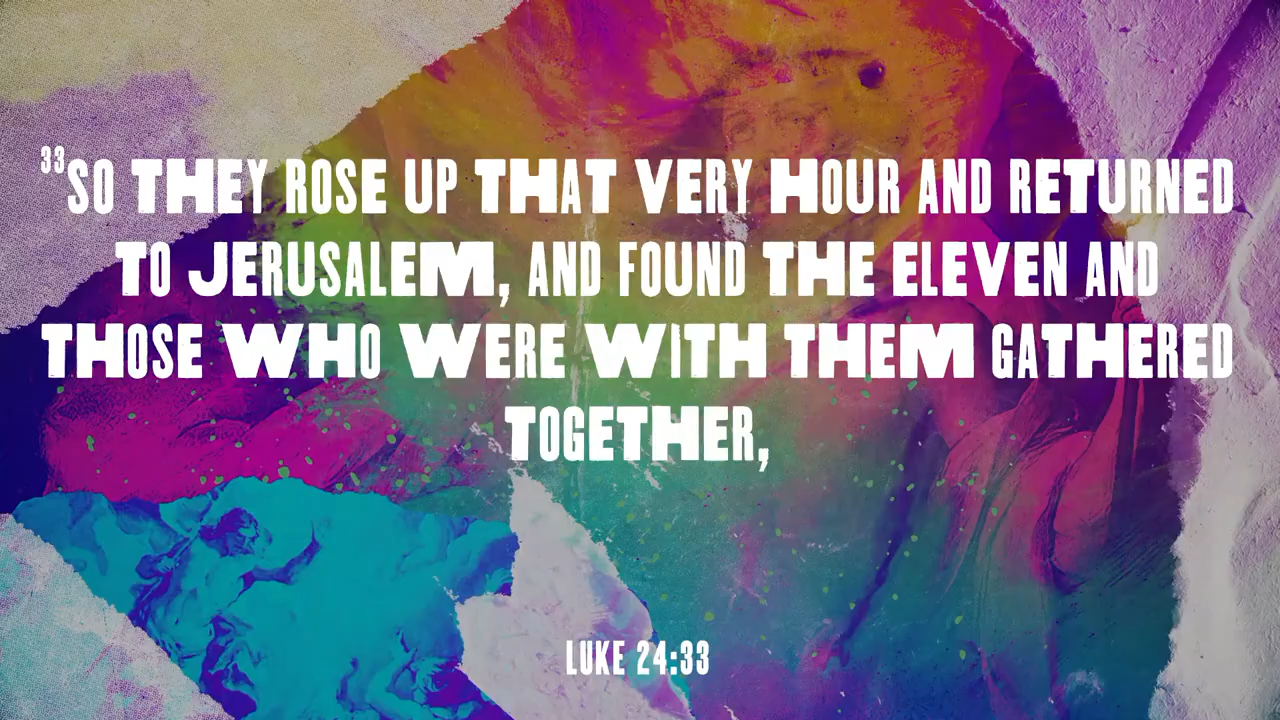 33SO THEY ROSE UP THAT VERY HOUR AND RETURNED
TO JERUSALEM, AND FOUND THE ELEVEN AND
THOSE WHO WERE WITH THEM GATHERED
TOGETHER,
LUKE 24:33